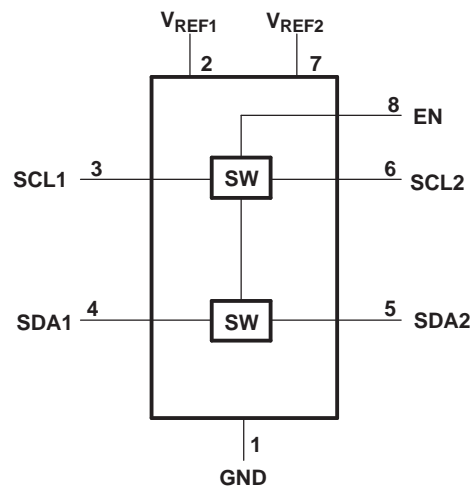 VREF1 VREF2
2 7
8 EN
3 6
SCL1 SW SCL2
4 5
SDA1 SW SDA2
1
GND